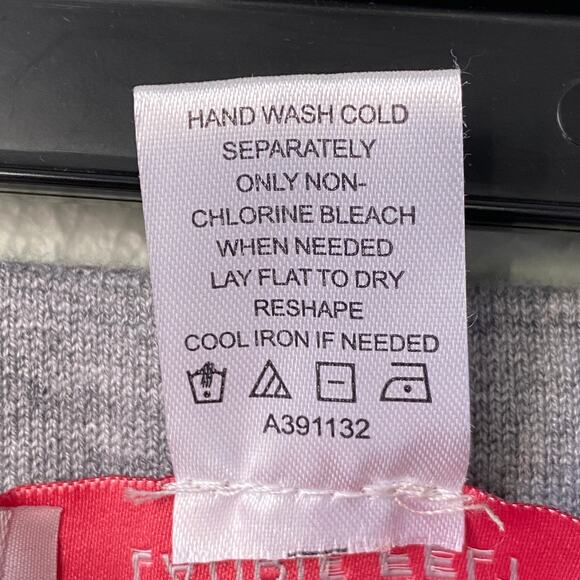 HAND WASH COLD
SEPARATELY
ONLY NON-
CHLORINE BLEACH
WHEN NEEDED
LAY FLAT TO DRY
RESHAPE
COOL IRON IF NEEDED
A391132